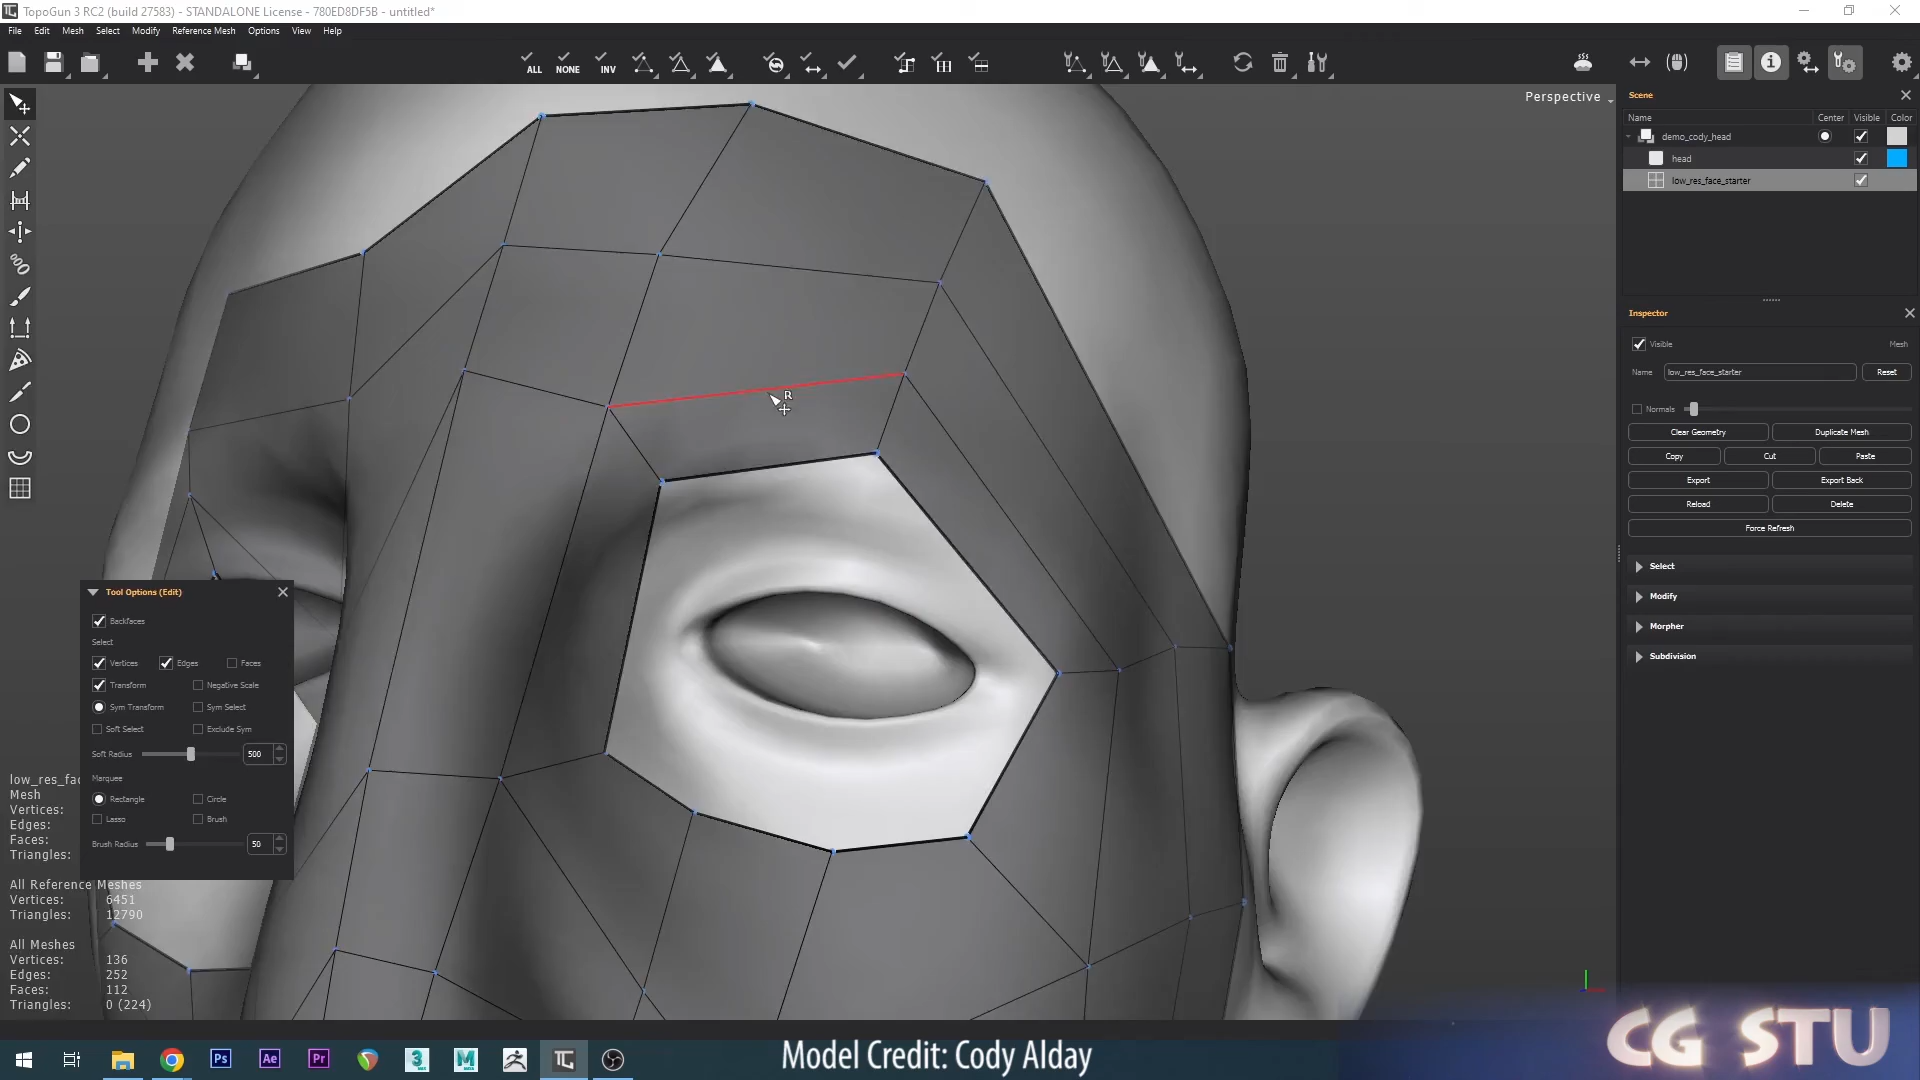 TopoGun 3 RC2 (build 27583) - STANDALONE License - 780ED8DF5B - untitled*
File Edit Mesh Select Modify Reference Mesh Options View Help
ALL NONE INV
Perspective
Scene
Name Center Visible Color
demo_cody_head
head
low_res_face_starter
Inspector
Visible Mesh
Name low_res_face_starter Reset
Normals
Clear Geometry Duplicate Mesh
Copy Cut Paste
Export Export Back
Reload Delete
Force Refresh
Select
Modify
Morpher
Subdivision
R
Tool Options (Edit)
Backfaces
Select
Vertices Edges Faces
Transform Negative Scale
Sym Transform Sym Select
Soft Select Exclude Sym
Soft Radius 500
Marquee
Rectangle Circle
Lasso Brush
Brush Radius 50
low_res_fac
Mesh
Vertices:
Edges:
Faces:
Triangles:
All Reference Meshes
Vertices: 6451
Triangles: 12790
All Meshes
Vertices: 136
Edges: 252
Faces: 112
Triangles: 0 (224)
Ps Ae Pr 3 M TG
Model Credit: Cody Alday
CG STU